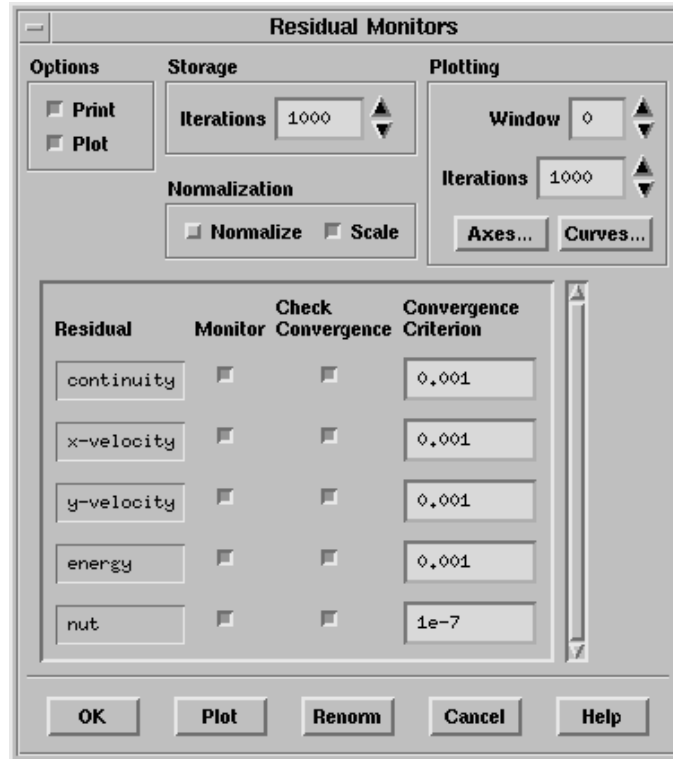 Residual Monitors
Options
Print
Plot
Storage
Iterations 1000
Normalization
Normalize Scale
Plotting
Window 0
Iterations 1000
Axes... Curves...
Residual Monitor Check Convergence Convergence Criterion
continuity 0.001
x-velocity 0.001
y-velocity 0.001
energy 0.001
nut 1e-7
OK Plot Renorm Cancel Help